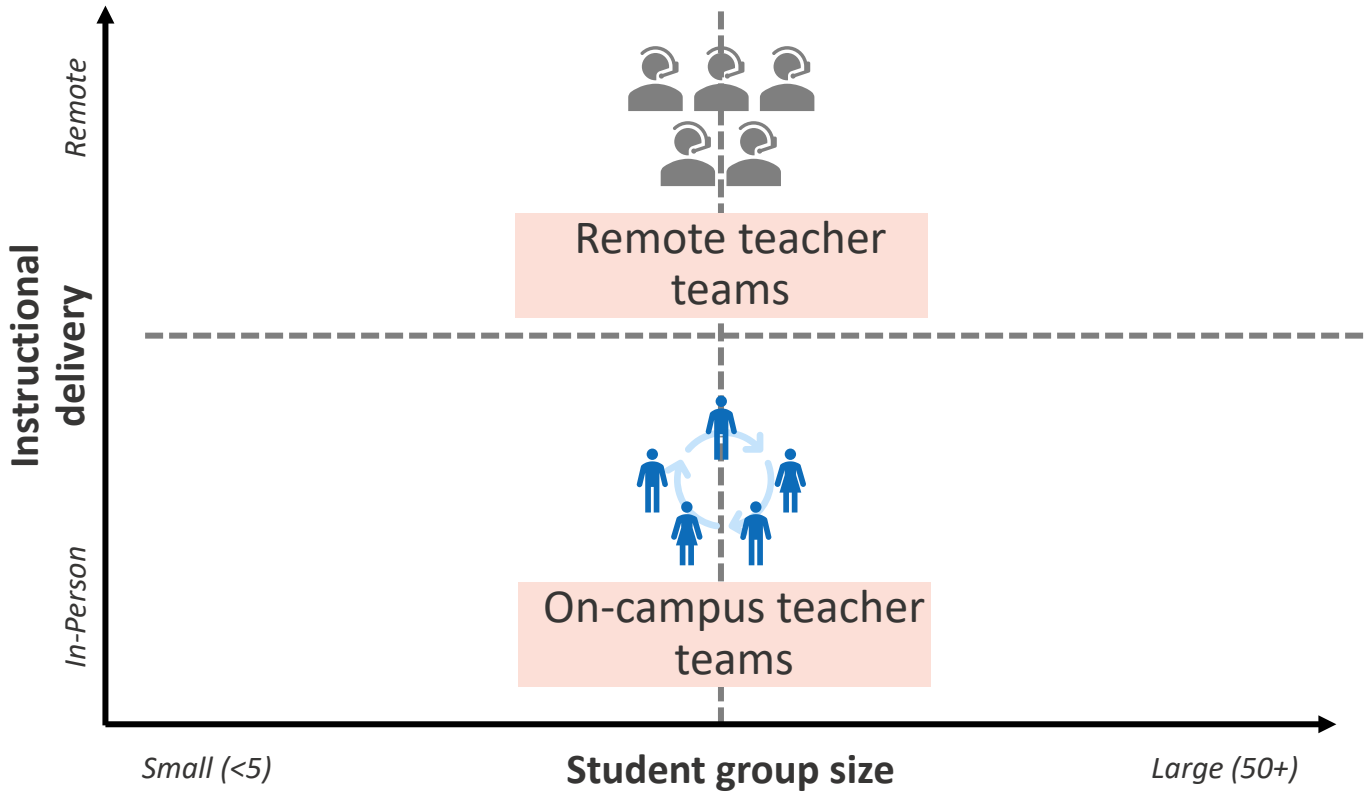 Remote
Remote teacher
teams
Instructional
delivery
In-Person
On-campus teacher
teams
Small (<5)
Student group size
Large (50+)